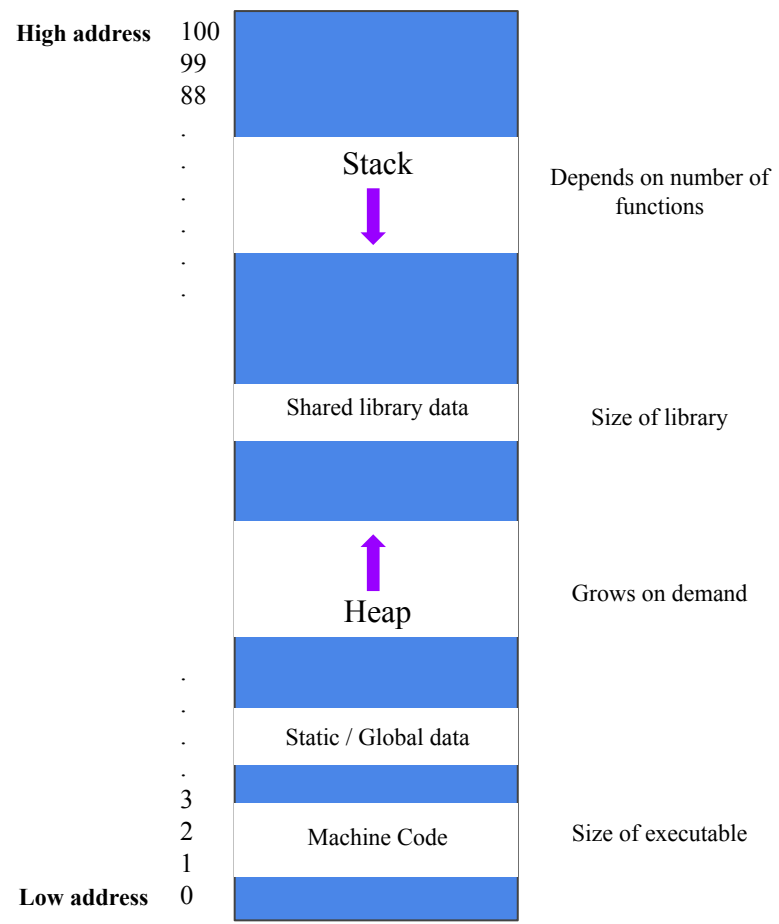 High address 100
99
88
.
.
Stack
.
Depends on number of
functions
.
.
.
Shared library data
Size of library
Grows on demand
Heap
.
.
Static / Global data
.
.
3
2
Machine Code
Size of executable
1
Low address 0